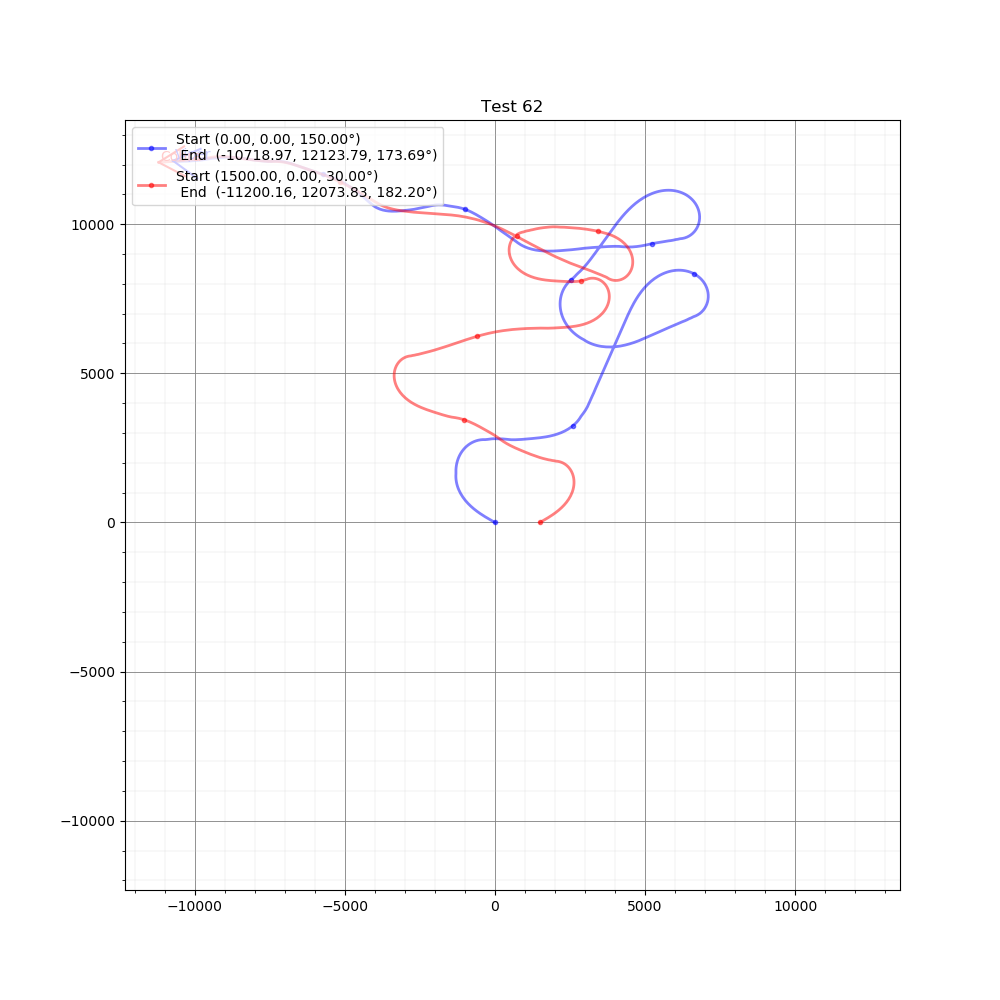 Test 62
Start (0.00, 0.00, 150.00°)
End (-10718.97, 12123.79, 173.69°)
Start (1500.00, 0.00, 30.00°)
End (-11200.16, 12073.83, 182.20°)
10000
5000
0
−5000
−10000
−10000
−5000
0
5000
10000